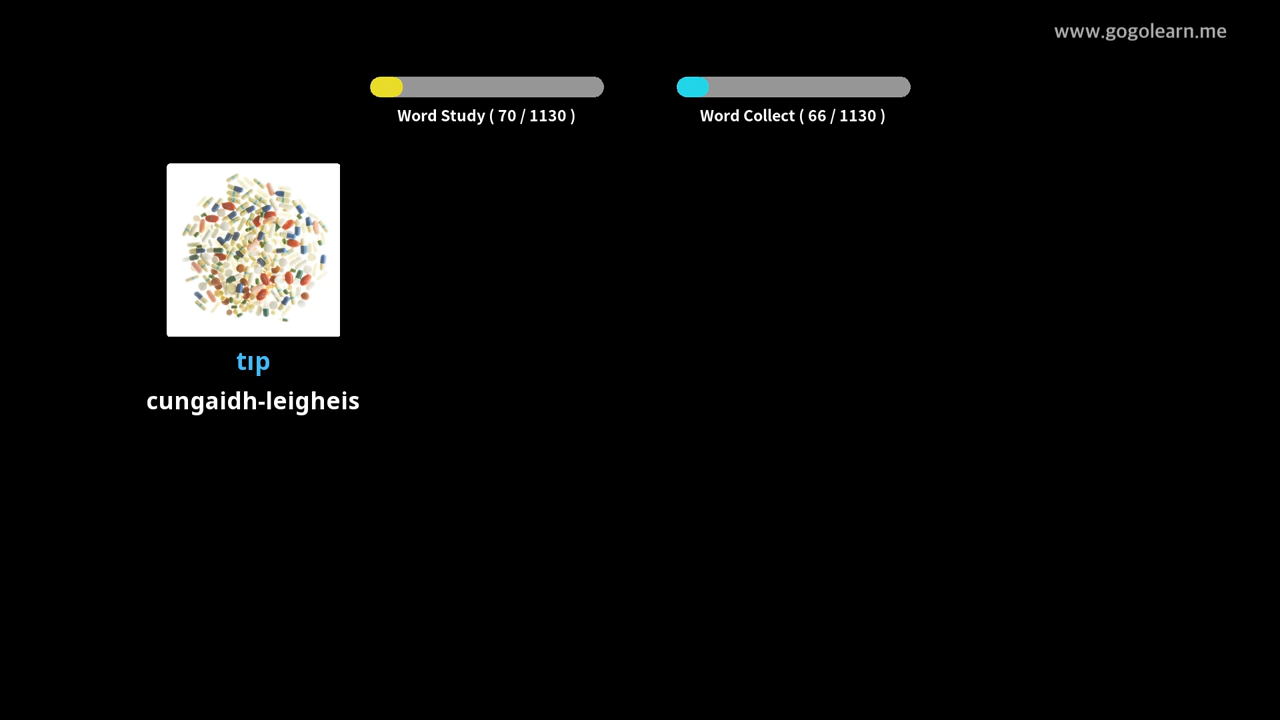 www.gogolearn.me
Word Study ( 70 / 1130 )
Word Collect ( 66 / 1130 )
tıp
cungaidh-leigheis